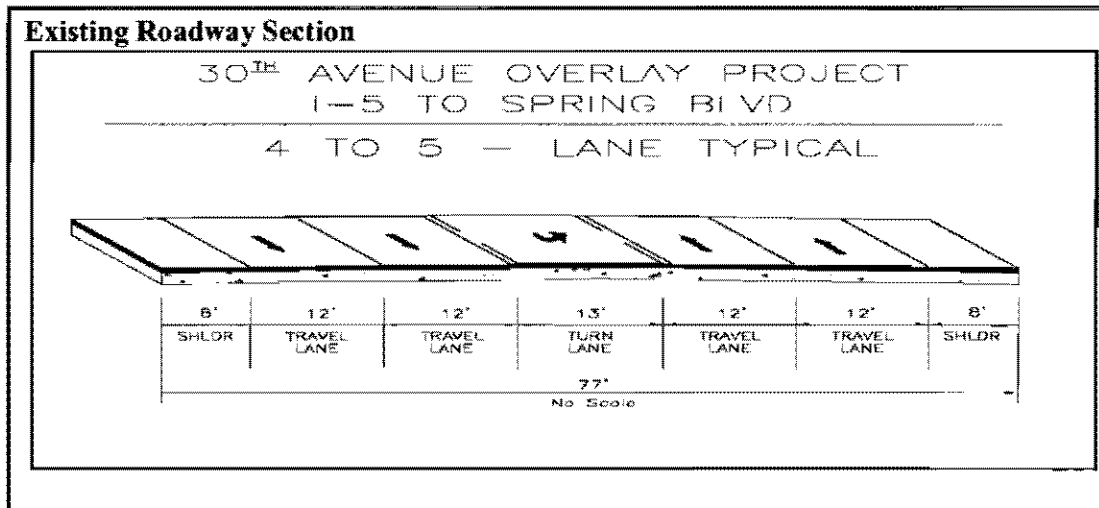 Existing Roadway Section
30TH AVENUE OVERLAY PROJECT
I-5 TO SPRING BLVD
4 TO 5 - LANE TYPICAL
8' 12' 12' 13' 12' 12' 8'
SHLDR TRAVEL LANE TRAVEL LANE TURN LANE TRAVEL LANE TRAVEL LANE SHLDR
77'
No Scale